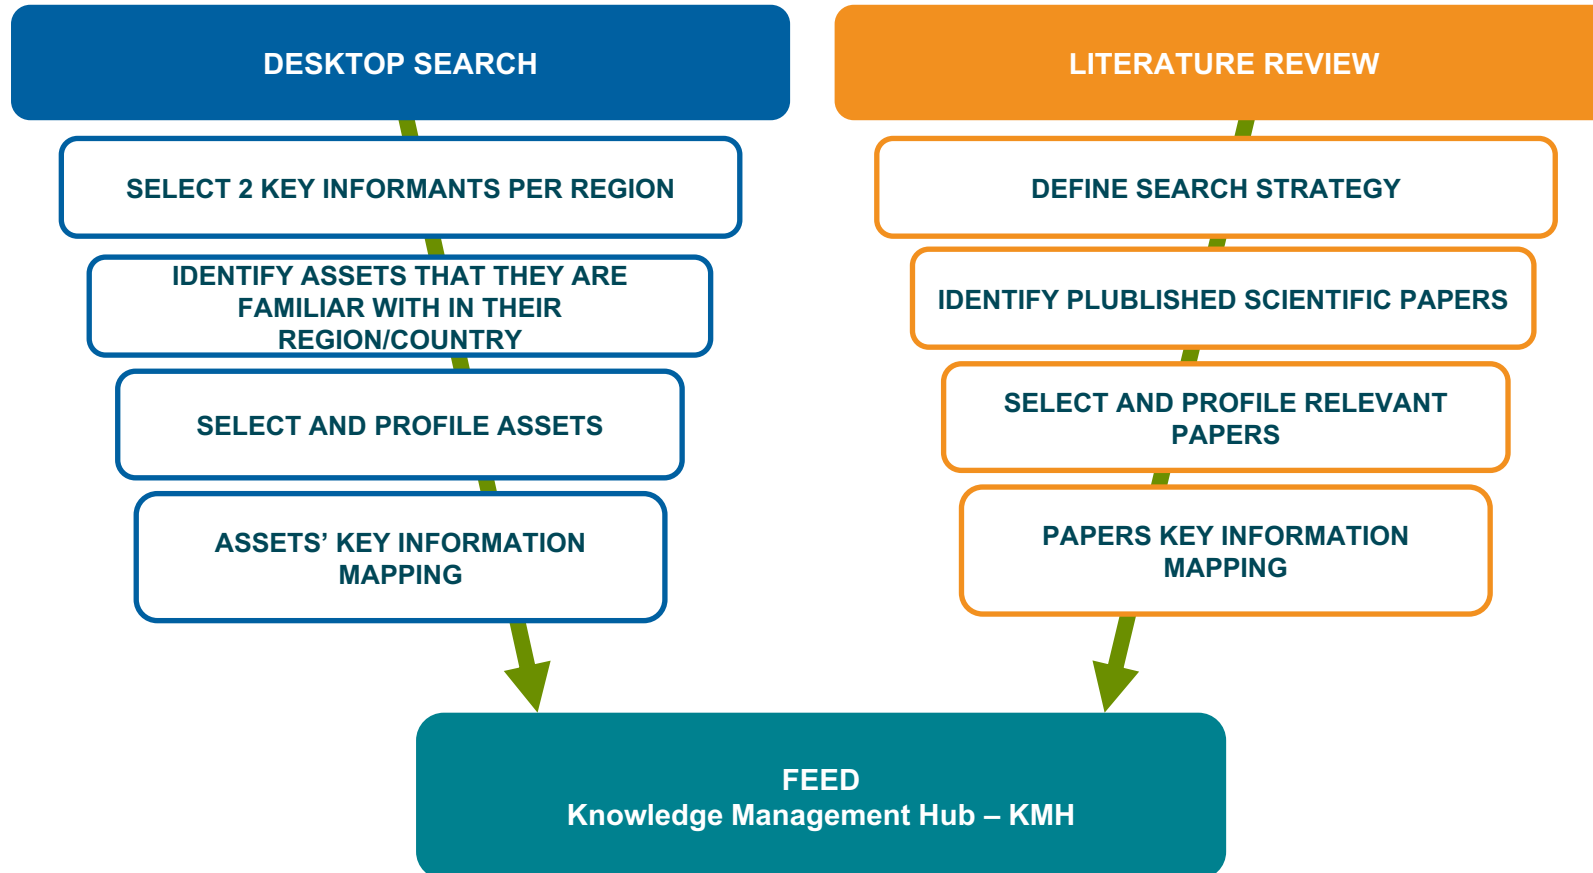 DESKTOP SEARCH
SELECT 2 KEY INFORMANTS PER REGION
IDENTIFY ASSETS THAT THEY ARE
FAMILIAR WITH IN THEIR
REGION/COUNTRY
SELECT AND PROFILE ASSETS
ASSETS’ KEY INFORMATION
MAPPING
LITERATURE REVIEW
DEFINE SEARCH STRATEGY
IDENTIFY PLUBLISHED SCIENTIFIC PAPERS
SELECT AND PROFILE RELEVANT
PAPERS
PAPERS KEY INFORMATION
MAPPING
FEED
Knowledge Management Hub – KMH